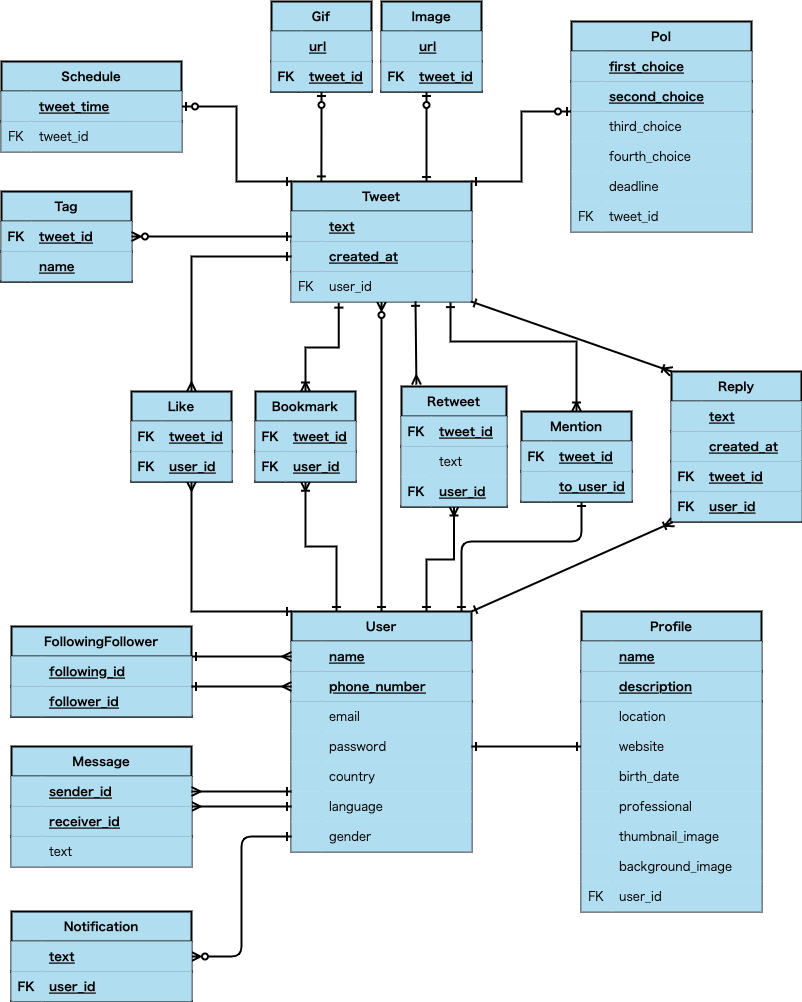 Gif
url
FK tweet_id
Image
url
FK tweet_id
Pol
first_choice
second_choice
third_choice
fourth_choice
deadline
FK tweet_id
Schedule
tweet_time
FK tweet_id
Tag
FK tweet_id
name
Tweet
text
created_at
FK user_id
Like
FK tweet_id
FK user_id
Bookmark
FK tweet_id
FK user_id
Retweet
FK tweet_id
text
FK user_id
Mention
FK tweet_id
to_user_id
Reply
text
created_at
FK tweet_id
FK user_id
FollowingFollower
following_id
follower_id
User
name
phone_number
email
password
country
language
gender
Profile
name
description
location
website
birth_date
professional
thumbnail_image
background_image
FK user_id
Message
sender_id
receiver_id
text
Notification
text
FK user_id